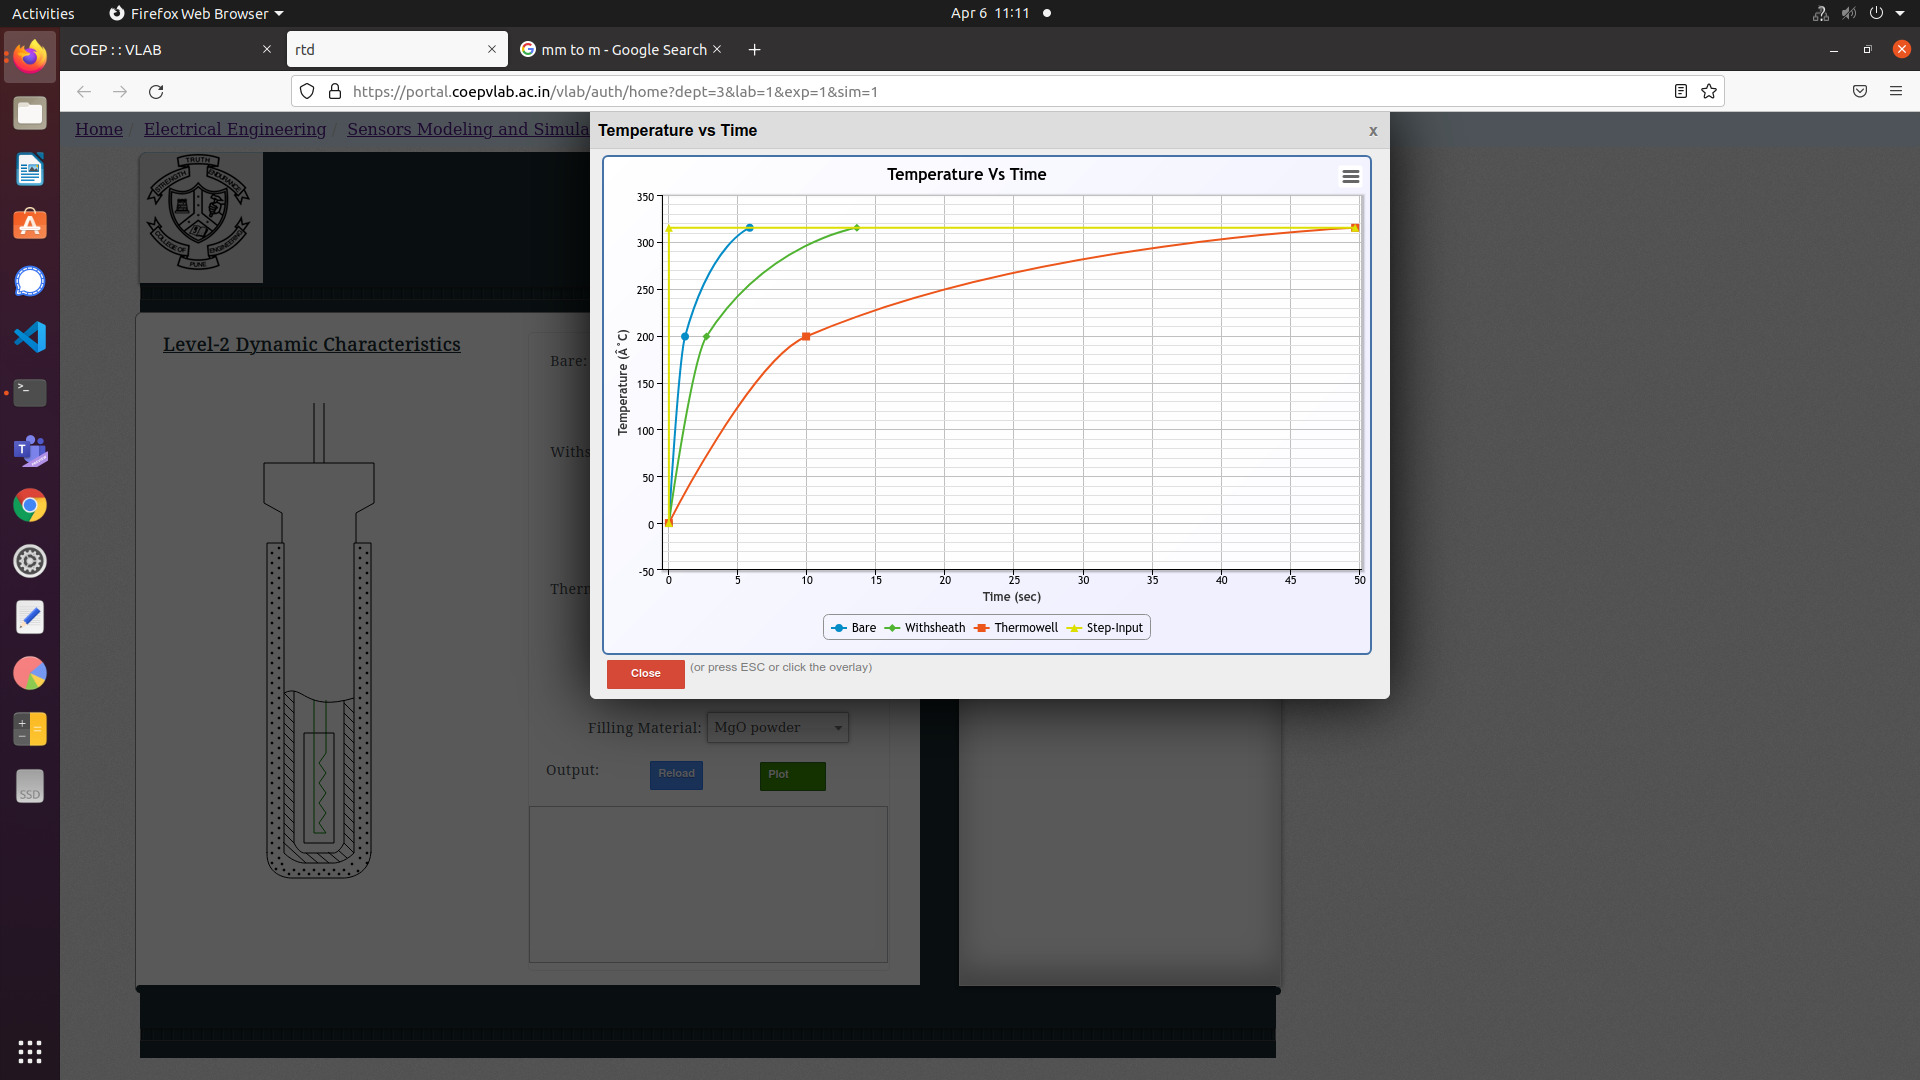 Activities
Firefox Web Browser
Apr 6 11:11
COEP : : VLAB
rtd
mm to m - Google Search
https://portal.coepvlab.ac.in/vlab/auth/home?dept=3&lab=1&exp=1&sim=1
Home / Electrical Engineering / Sensors Modeling and Simula
Temperature vs Time
x
TRUTH
STRENGTH
ENDURANCE
COLLEGE OF
ENGINEERING
PUNE
Level-2 Dynamic Characteristics
Bare:
Withs
Therm
Temperature Vs Time
350
300
250
200
150
100
50
0
-50
Temperature (Â˚C)
0 5 10 15 20 25 30 35 40 45 50
Time (sec)
Bare Withsheath Thermowell Step-Input
Close
(or press ESC or click the overlay)
Filling Material: MgO powder
Output: Reload Plot
SSD